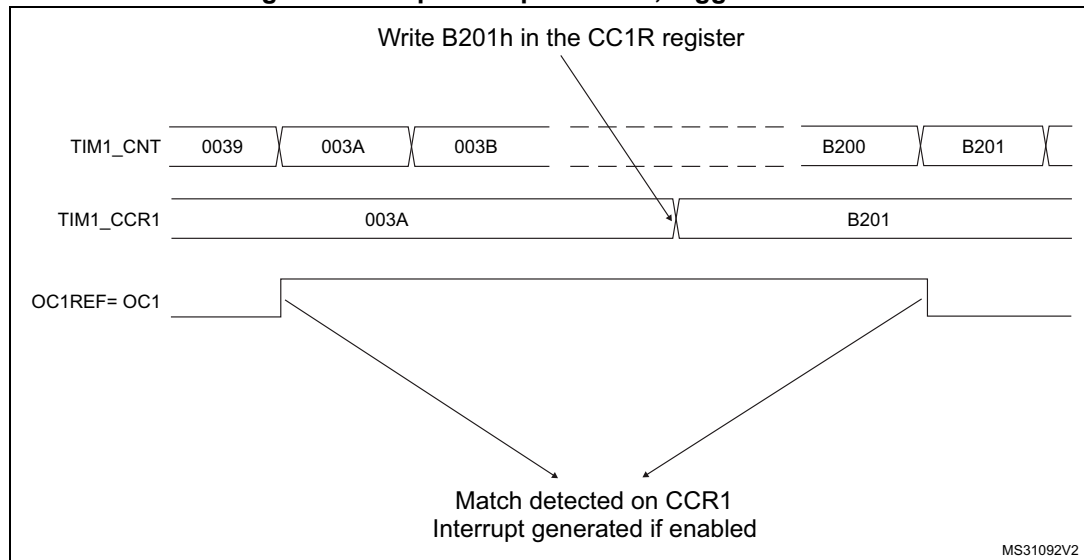 Write B201h in the CC1R register
TIM1_CNT 0039 003A 003B B200 B201
TIM1_CCR1 003A B201
OC1REF= OC1
Match detected on CCR1
Interrupt generated if enabled
MS31092V2